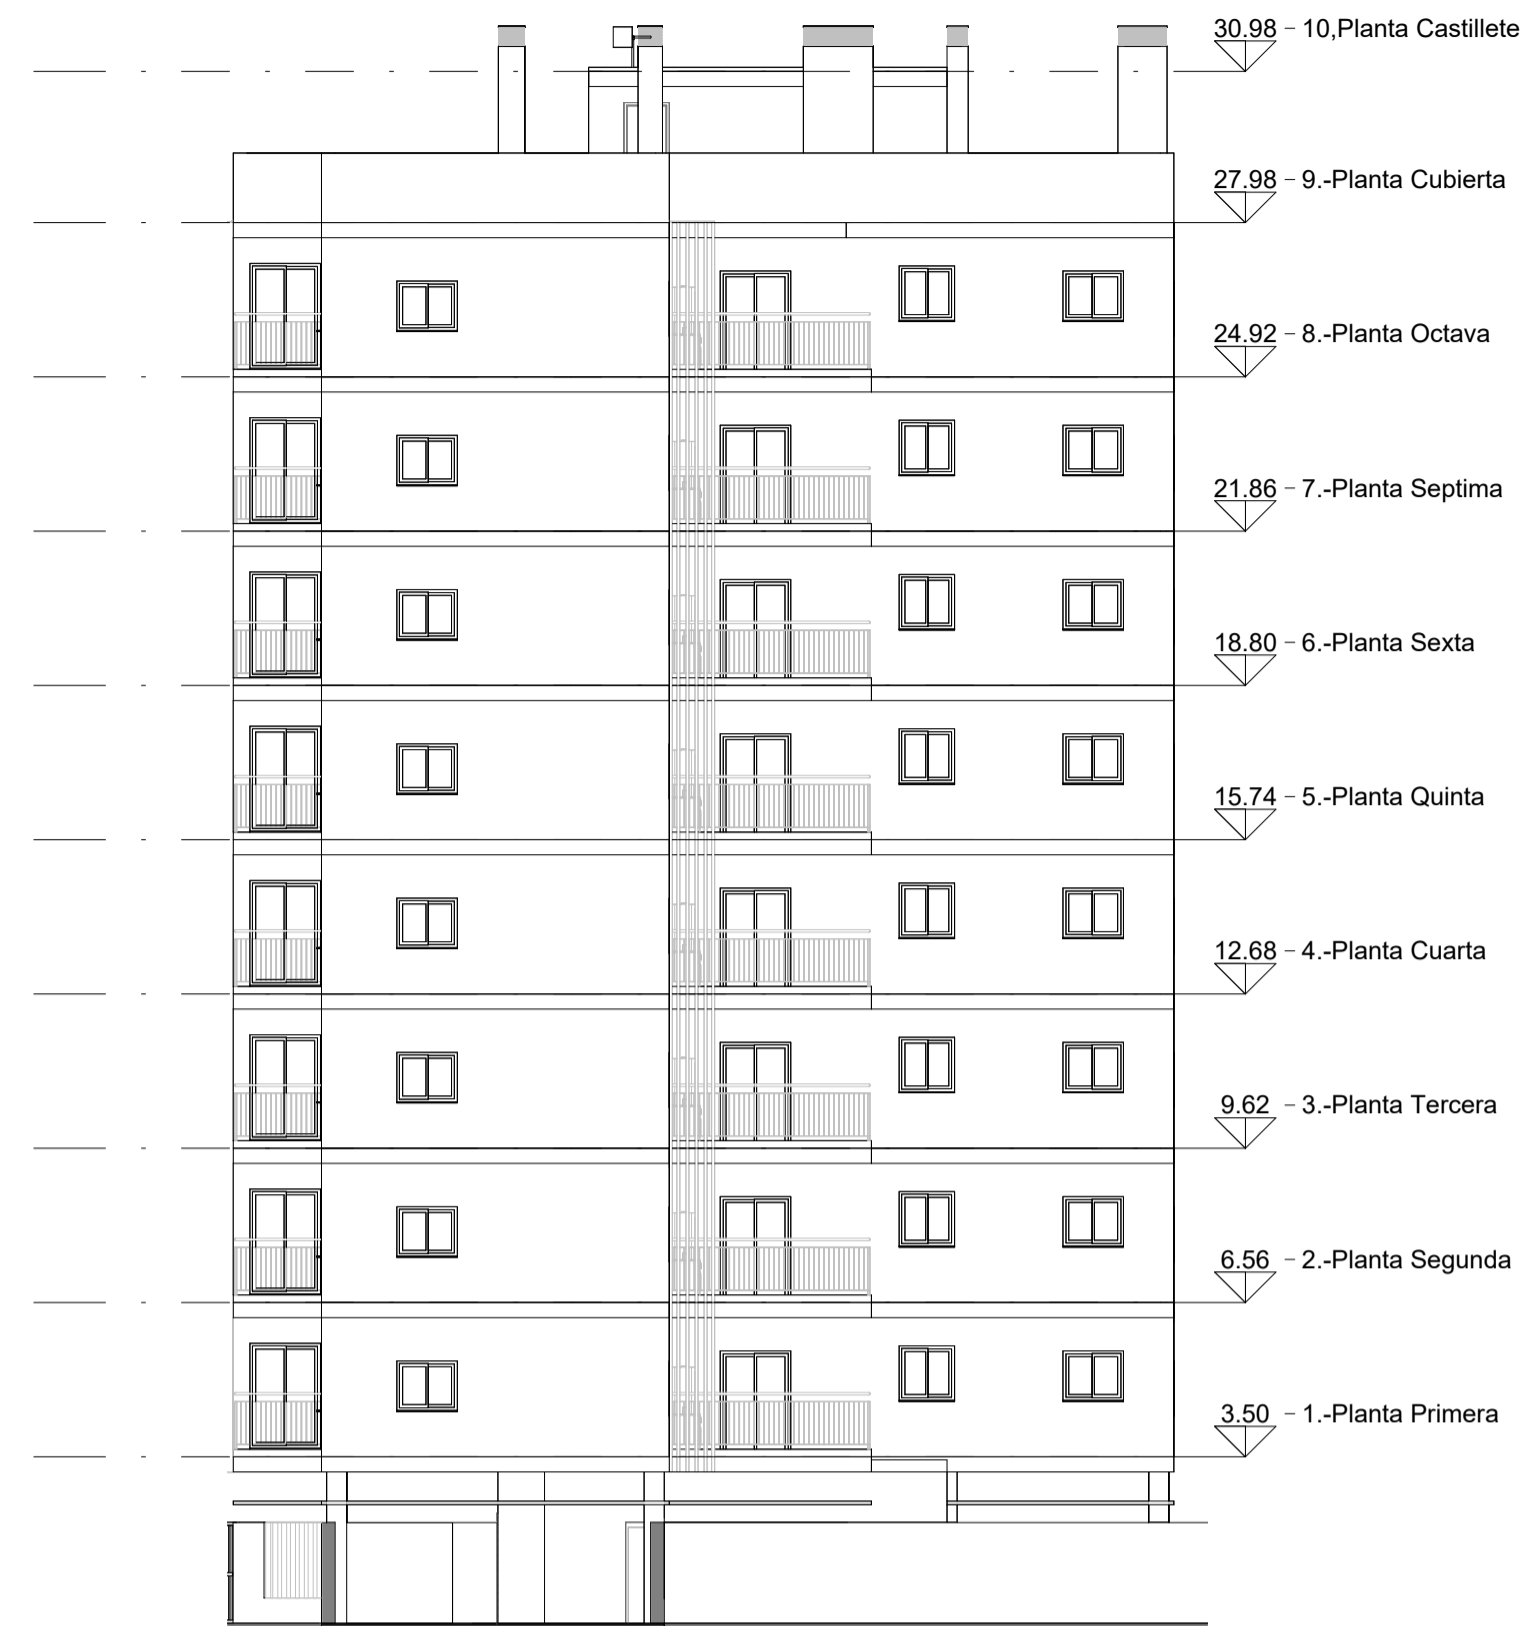 30.98 - 10,Planta Castillete
27.98 - 9.-Planta Cubierta
24.92 - 8.-Planta Octava
21.86 - 7.-Planta Septima
18.80 - 6.-Planta Sexta
15.74 - 5.-Planta Quinta
12.68 - 4.-Planta Cuarta
9.62 - 3.-Planta Tercera
6.56 - 2.-Planta Segunda
3.50 - 1.-Planta Primera